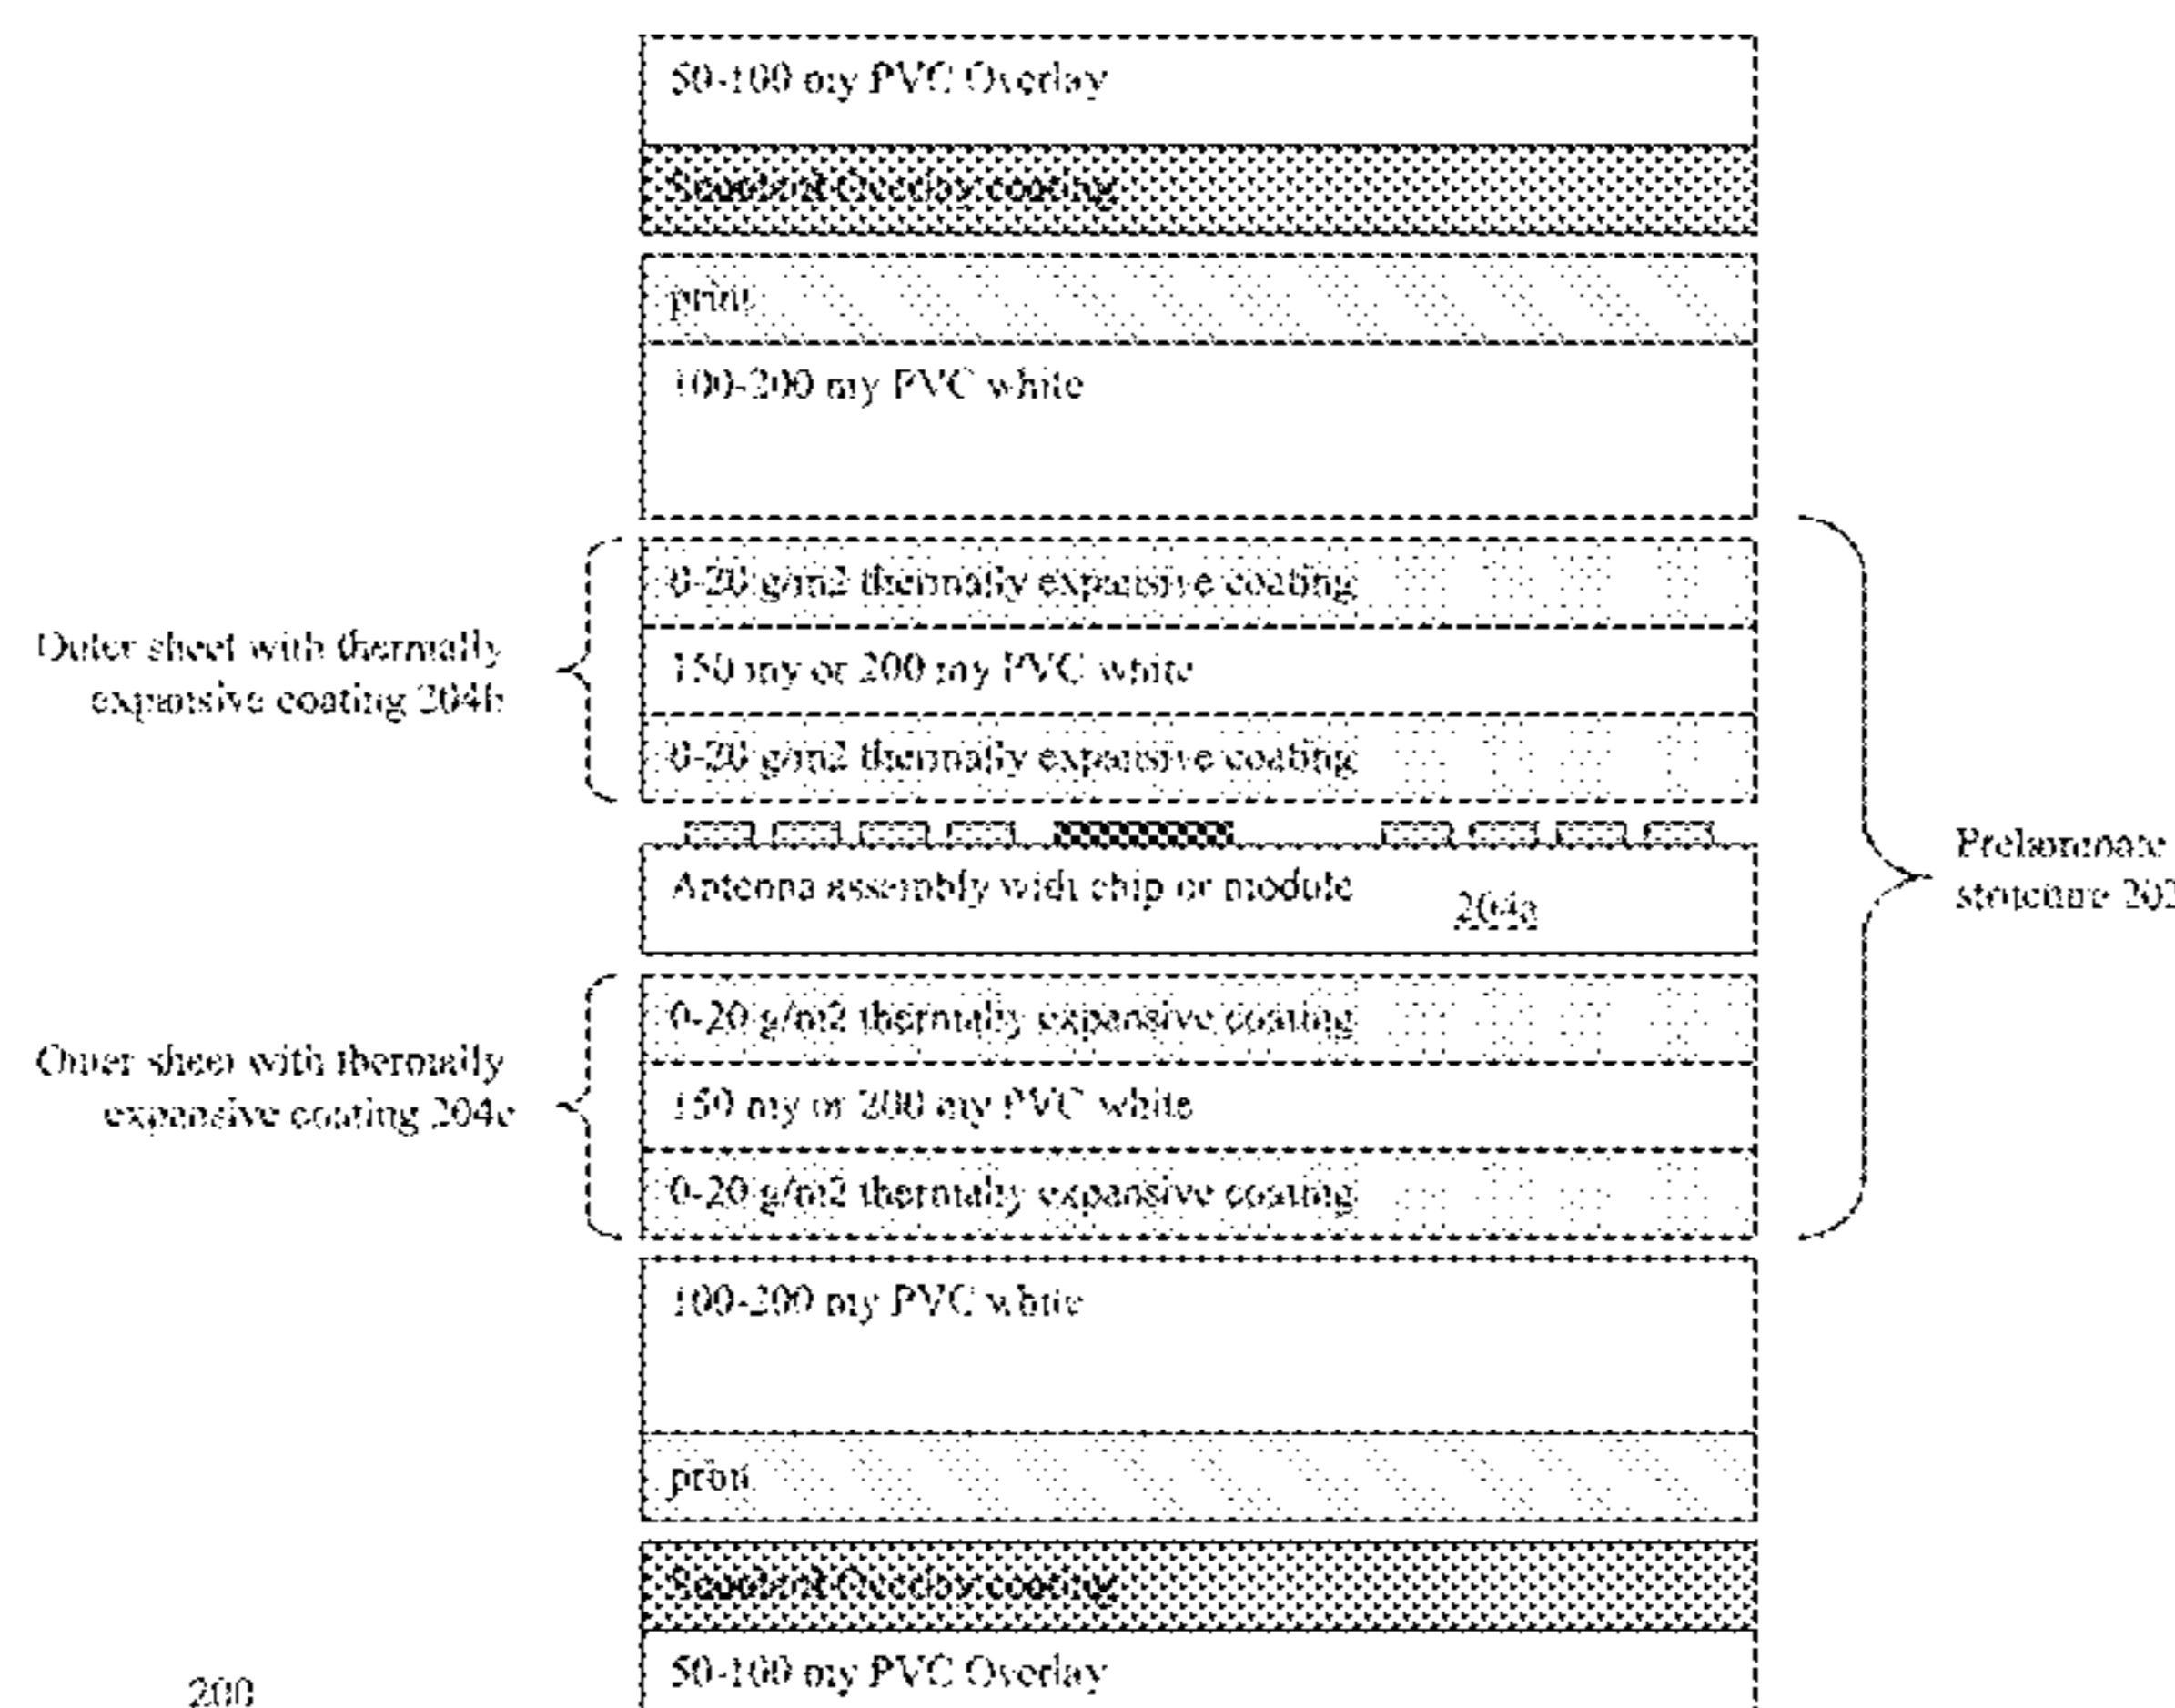 50-100 my PVC Overlay
Standard Overlay coating
print
100-200 my PVC white
0-20 g/m2 thermally expansive coating
150 my or 200 my PVC white
0-20 g/m2 thermally expansive coating
Outer sheet with thermally
expansive coating 204b
Antenna assembly with chip or module
204a
Prelaminate
structure 202
0-20 g/m2 thermally expansive coating
150 my or 200 my PVC white
0-20 g/m2 thermally expansive coating
Outer sheet with thermally
expansive coating 204c
100-200 my PVC white
print
Standard Overlay coating
50-100 my PVC Overlay
200